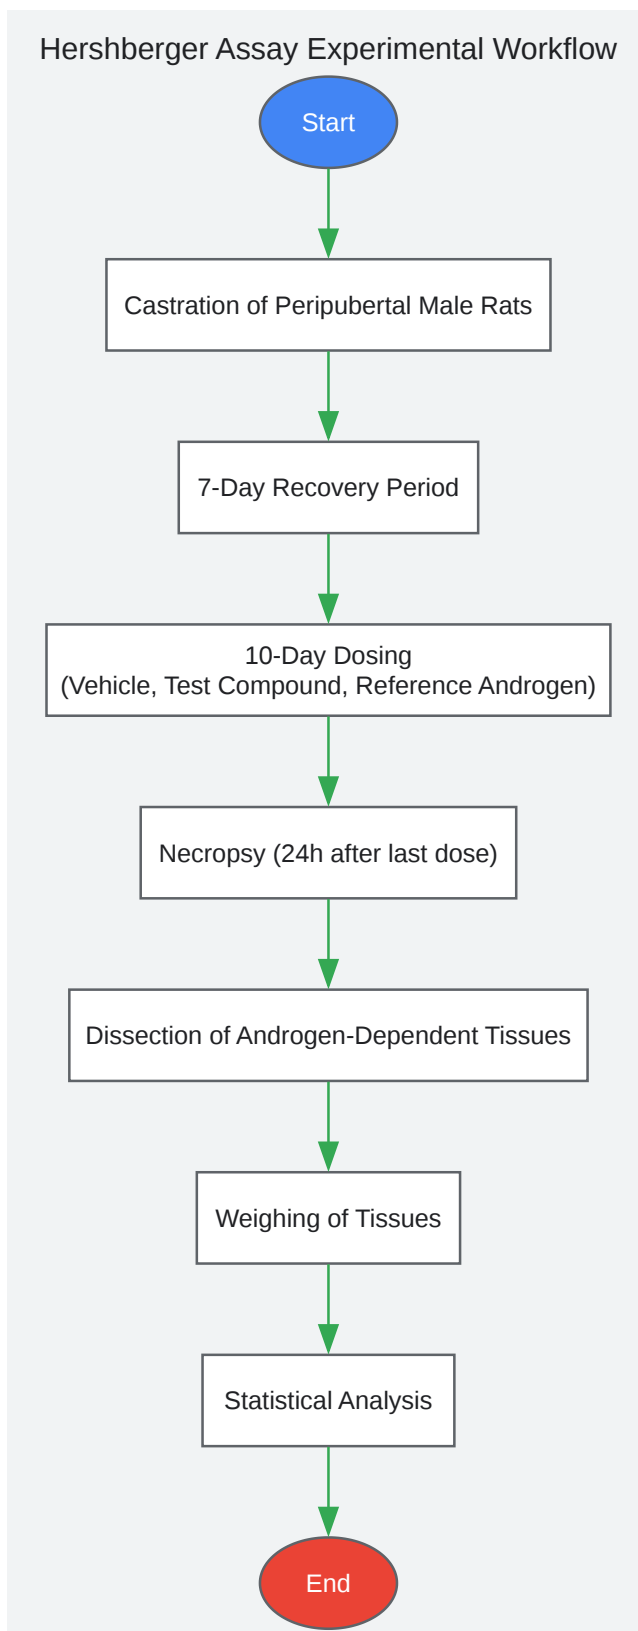 Hershberger Assay Experimental Workflow
Start
Castration of Peripubertal Male Rats
7-Day Recovery Period
10-Day Dosing
(Vehicle, Test Compound, Reference Androgen)
Necropsy (24h after last dose)
Dissection of Androgen-Dependent Tissues
Weighing of Tissues
Statistical Analysis
End